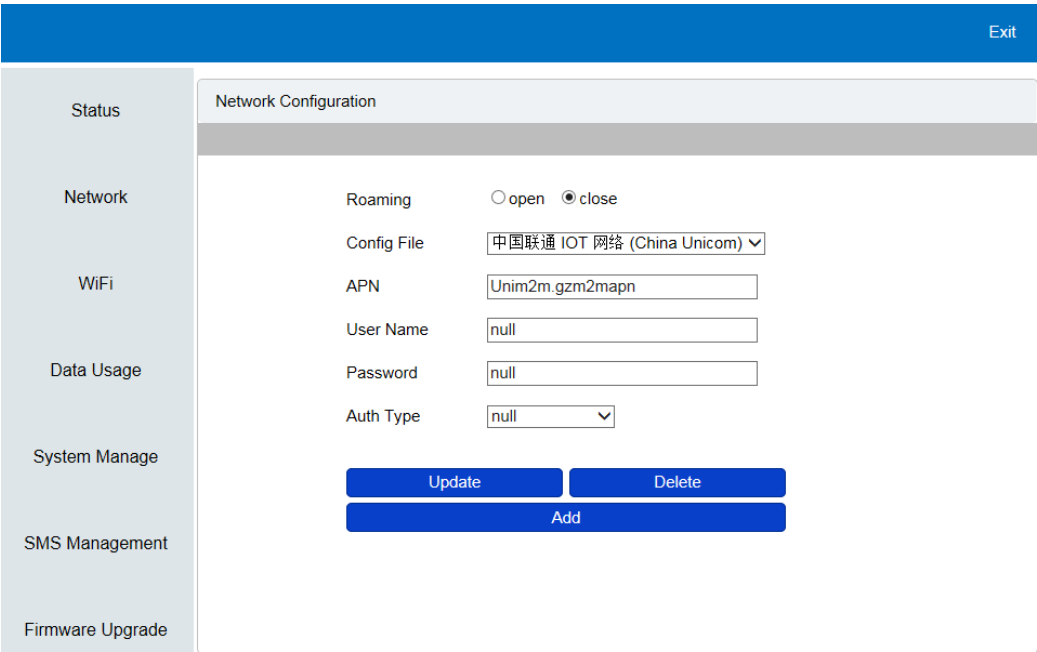 Exit
Status
Network
WiFi
Data Usage
System Manage
SMS Management
Firmware Upgrade
Network Configuration
Roaming open close
Config File 中国联通 IOT 网络 (China Unicom)
APN Unim2m.gzm2mapn
User Name null
Password null
Auth Type null
Update Delete
Add